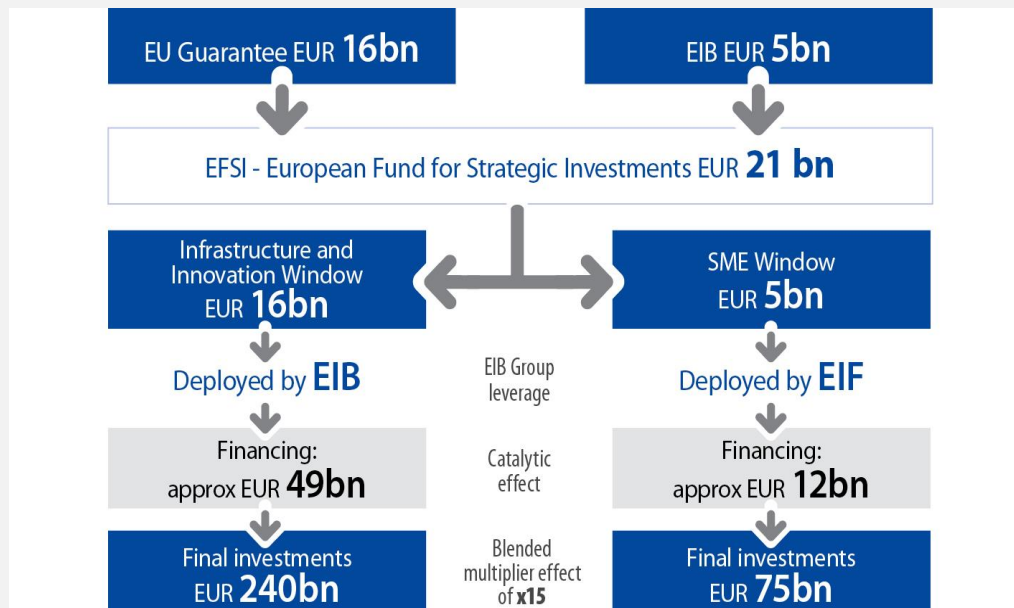 EU Guarantee EUR 16bn
EIB EUR 5bn
EFSI - European Fund for Strategic Investments EUR 21 bn
Infrastructure and
Innovation Window
EUR 16bn
SME Window
EUR 5bn
Deployed by EIB
EIB Group
leverage
Deployed by EIF
Financing:
approx EUR 49bn
Catalytic
effect
Financing:
approx EUR 12bn
Final investments
EUR 240bn
Blended
multiplier effect
of x15
Final investments
EUR 75bn